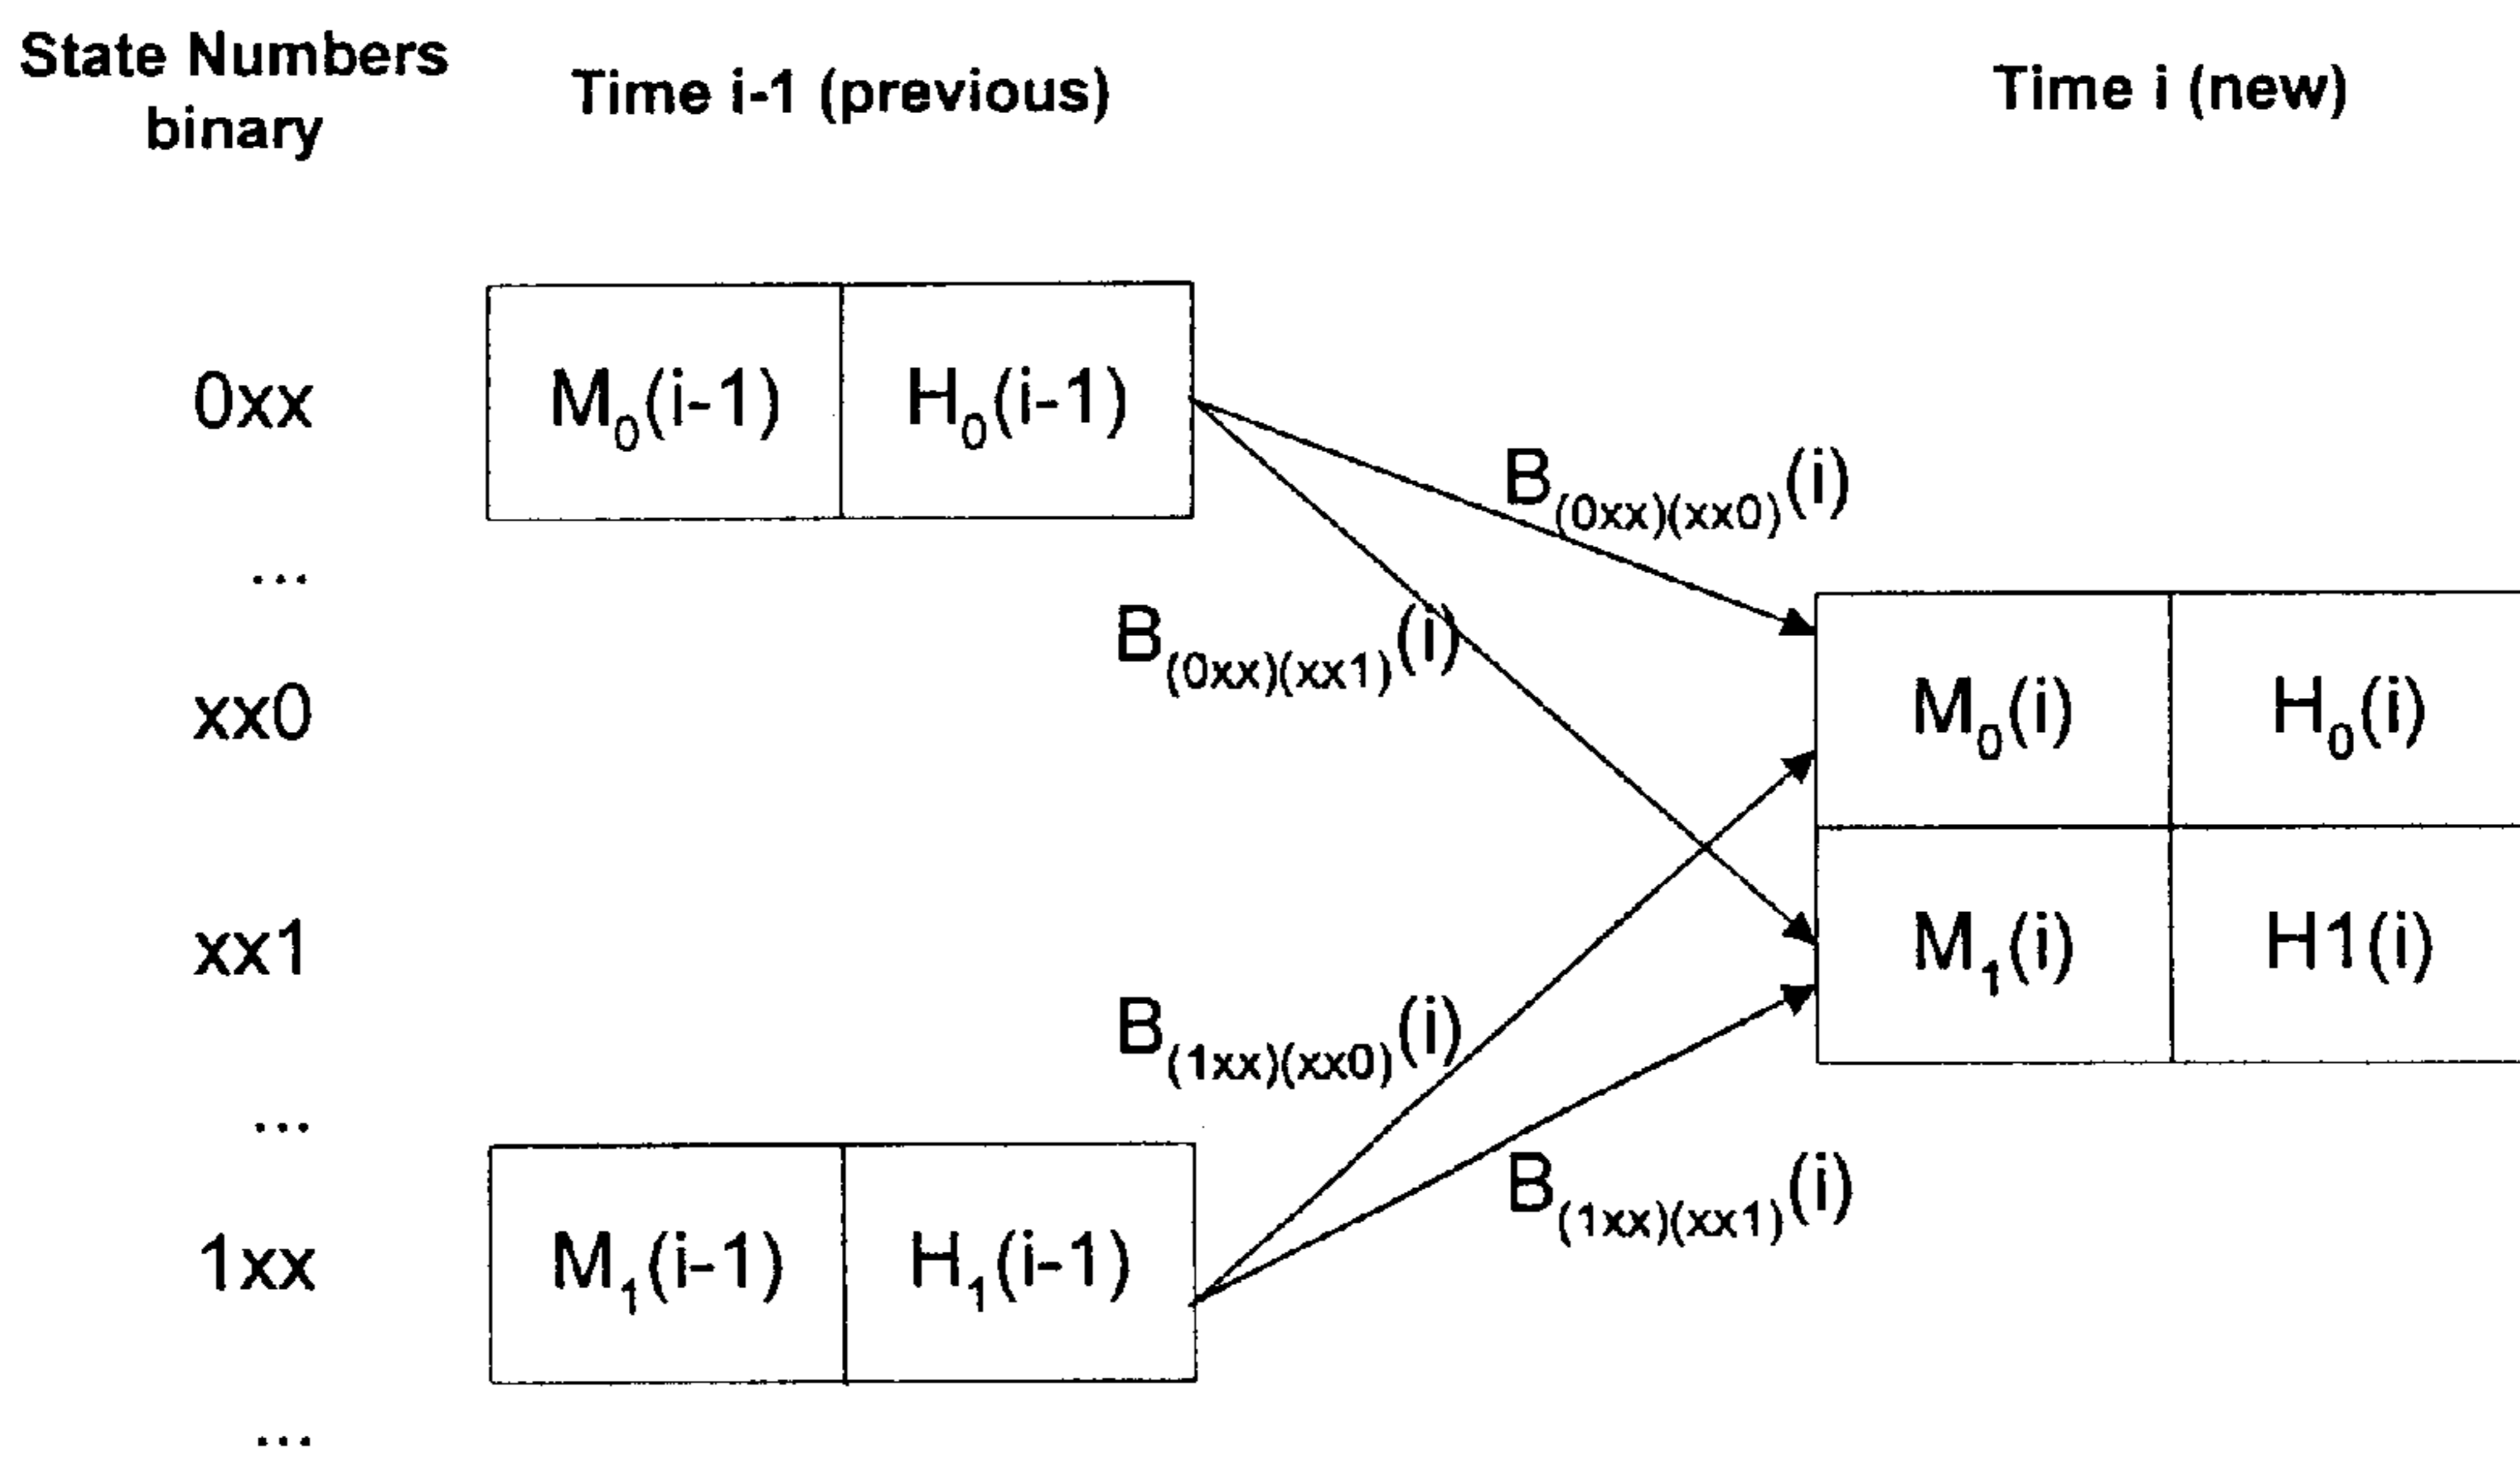 State Numbers
binary
Time i-1 (previous)
Time i (new)
0xx
M₀(i-1)
H₀(i-1)
B₍₀ₓₓ₎₍ₓₓ₀₎(i)
...
B₍₀ₓₓ₎₍ₓₓ₁₎(i)
xx0
M₀(i)
H₀(i)
xx1
M₁(i)
H1(i)
B₍₁ₓₓ₎₍ₓₓ₀₎(i)
...
B₍₁ₓₓ₎₍ₓₓ₁₎(i)
1xx
M₁(i-1)
H₁(i-1)
...